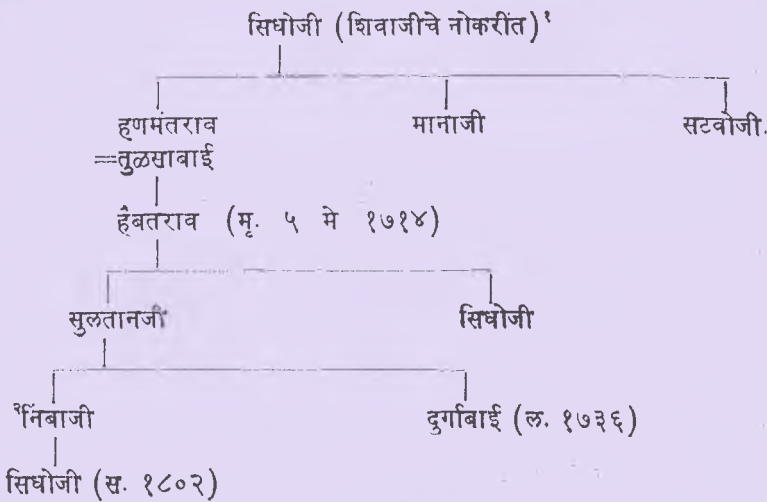 सिधोजी (शिवाजीचे नोकरींत)¹
हणमंतराव मानाजी सटवोजी.
=तुळसाबाई
हैबतराव (मृ. ५ मे १७१४)
सुलतानजी सिधोजी
²निंबाजी दुर्गाबाई (ल. १७३६)
सिधोजी (स. १८०२)